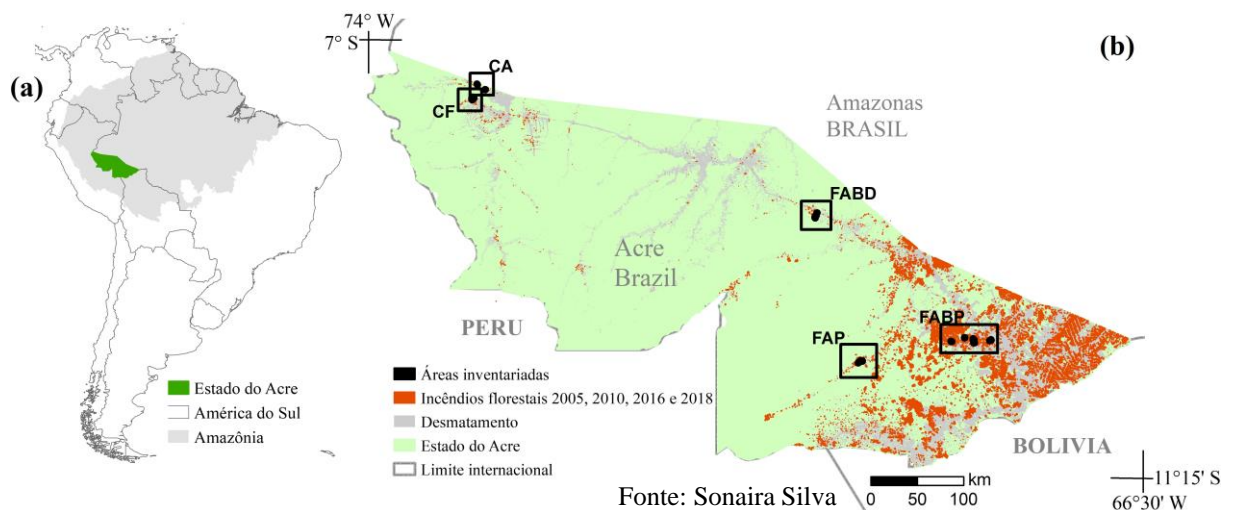 (a)
Estado do Acre
América do Sul
Amazônia
74° W
7° S
(b)
CA
CF
Amazonas
BRASIL
FABD
Acre
Brazil
PERU
FAP
FABP
Áreas inventariadas
Incêndios florestais 2005, 2010, 2016 e 2018
Desmatamento
Estado do Acre
Limite internacional
BOLIVIA
km
0 50 100
11°15' S
66°30' W
Fonte: Sonaira Silva